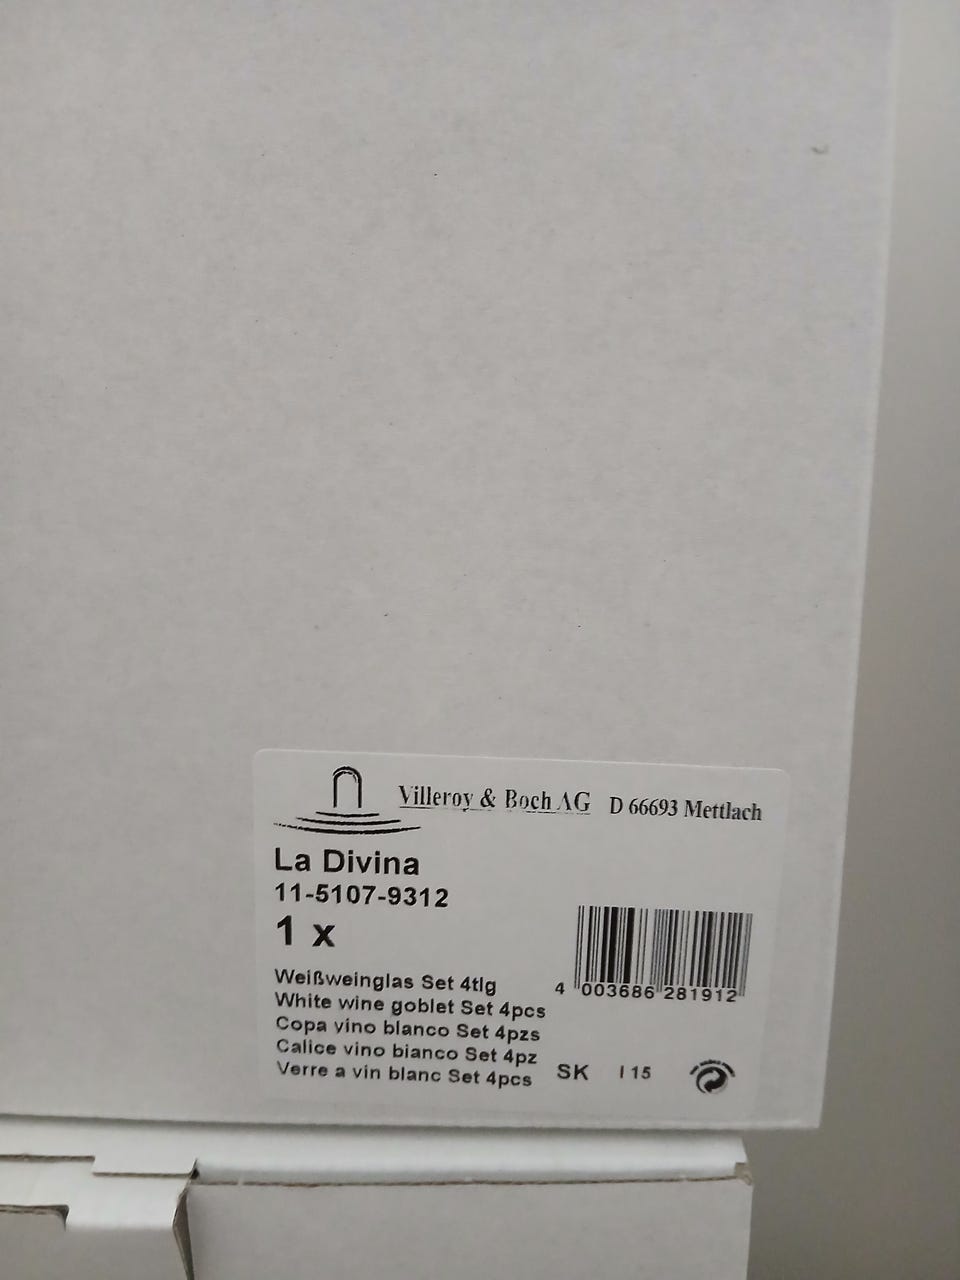 Villeroy & Boch AG D 66693 Mettlach
La Divina
11-5107-9312
1 x
Weißweinglas Set 4tlg
White wine goblet Set 4pcs
Copa vino blanco Set 4pzs
Calice vino bianco Set 4pz
Verre a vin blanc Set 4pcs
4 003686 281912
SK I 15